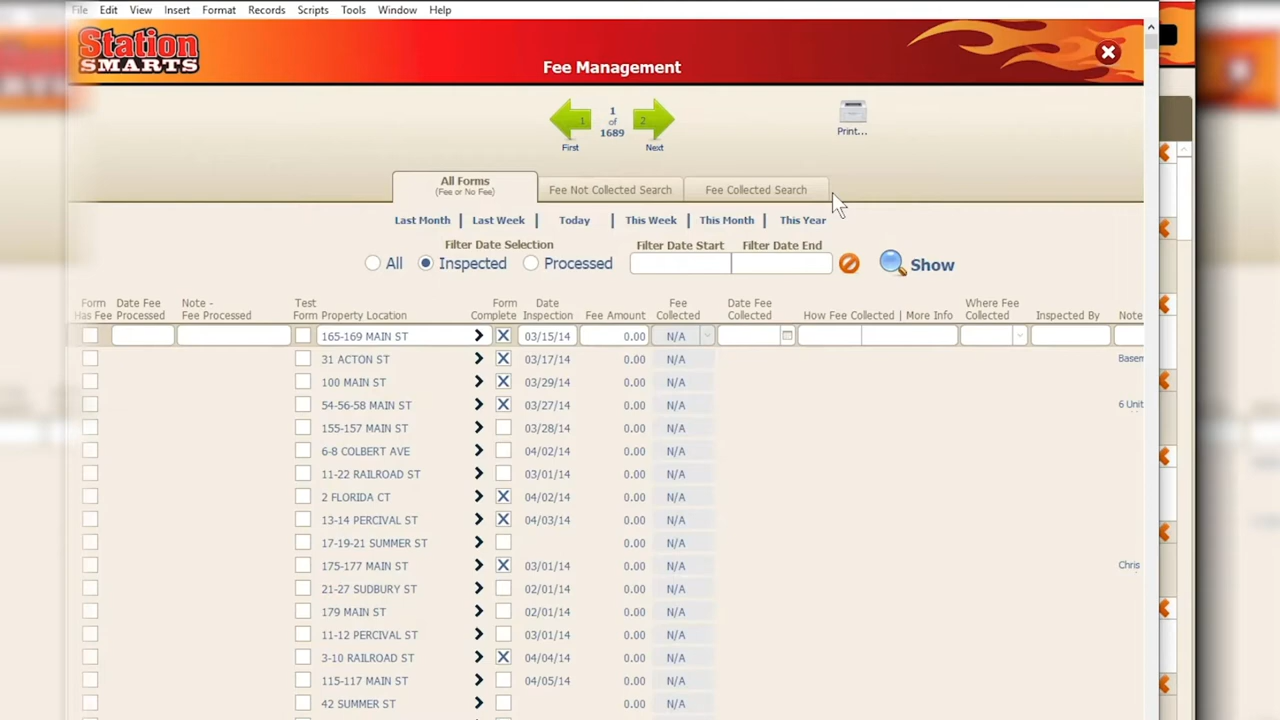 File Edit View Insert Format Records Scripts Tools Window Help
Station
SMARTS
Fee Management
1 1 2
of
1689
First Next
Print...
All Forms
(Fee or No Fee)
Fee Not Collected Search
Fee Collected Search
Last Month | Last Week | Today | This Week | This Month | This Year
Filter Date Selection Filter Date Start Filter Date End
All Inspected Processed Show
Form Date Fee Note - Test Form Date Fee Date Fee Where Fee
Has Fee Processed Fee Processed Form Property Location Complete Inspection Fee Amount Collected Collected How Fee Collected | More Info Collected Inspected By Note
165-169 MAIN ST 03/15/14 0.00 N/A
31 ACTON ST 03/17/14 0.00 N/A Basem
100 MAIN ST 03/29/14 0.00 N/A
54-56-58 MAIN ST 03/27/14 0.00 N/A 6 Unit
155-157 MAIN ST 03/28/14 0.00 N/A
6-8 COLBERT AVE 04/02/14 0.00 N/A
11-22 RAILROAD ST 03/01/14 0.00 N/A
2 FLORIDA CT 04/02/14 0.00 N/A
13-14 PERCIVAL ST 04/03/14 0.00 N/A
17-19-21 SUMMER ST 0.00 N/A
175-177 MAIN ST 03/01/14 0.00 N/A Chris
21-27 SUDBURY ST 02/01/14 0.00 N/A
179 MAIN ST 02/01/14 0.00 N/A
11-12 PERCIVAL ST 03/01/14 0.00 N/A
3-10 RAILROAD ST 04/04/14 0.00 N/A
115-117 MAIN ST 04/05/14 0.00 N/A
42 SUMMER ST 0.00 N/A